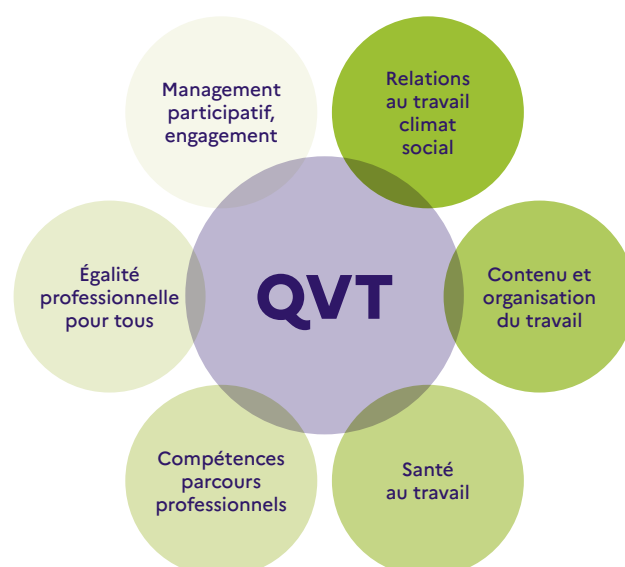 Management
participatif,
engagement
Relations
au travail
climat
social
Égalité
professionnelle
pour tous
QVT
Contenu et
organisation
du travail
Compétences
parcours
professionnels
Santé
au travail